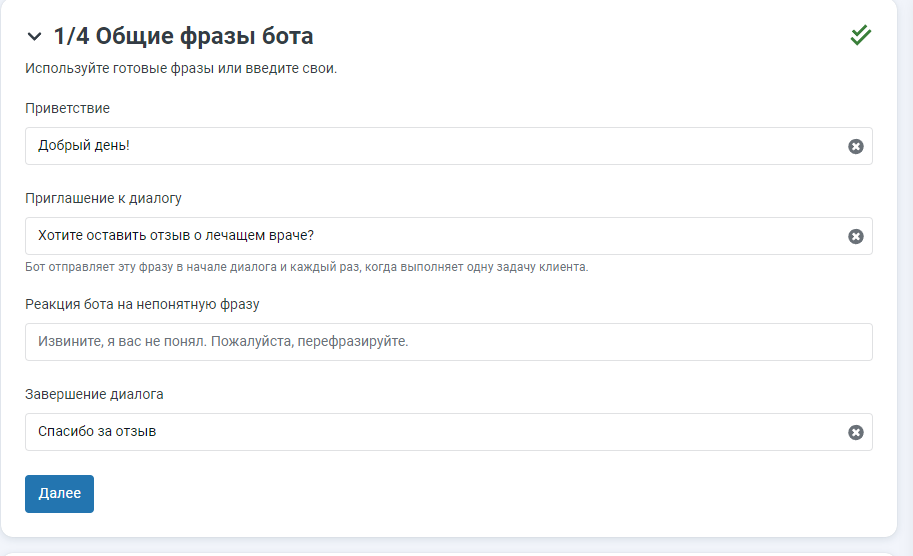 1/4 Общие фразы бота
Используйте готовые фразы или введите свои.
Приветствие
Добрый день!
Приглашение к диалогу
Хотите оставить отзыв о лечащем враче?
Бот отправляет эту фразу в начале диалога и каждый раз, когда выполняет одну задачу клиента.
Реакция бота на непонятную фразу
Извините, я вас не понял. Пожалуйста, перефразируйте.
Завершение диалога
Спасибо за отзыв
Далее